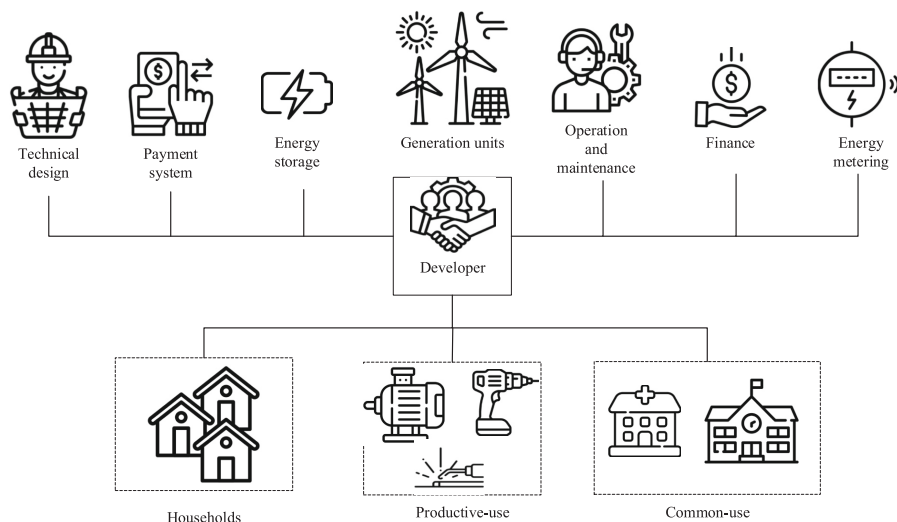 Technical
design
Payment
system
Energy
storage
Generation units
Operation
and
maintenance
Finance
Energy
metering
Developer
Households
Productive-use
Common-use